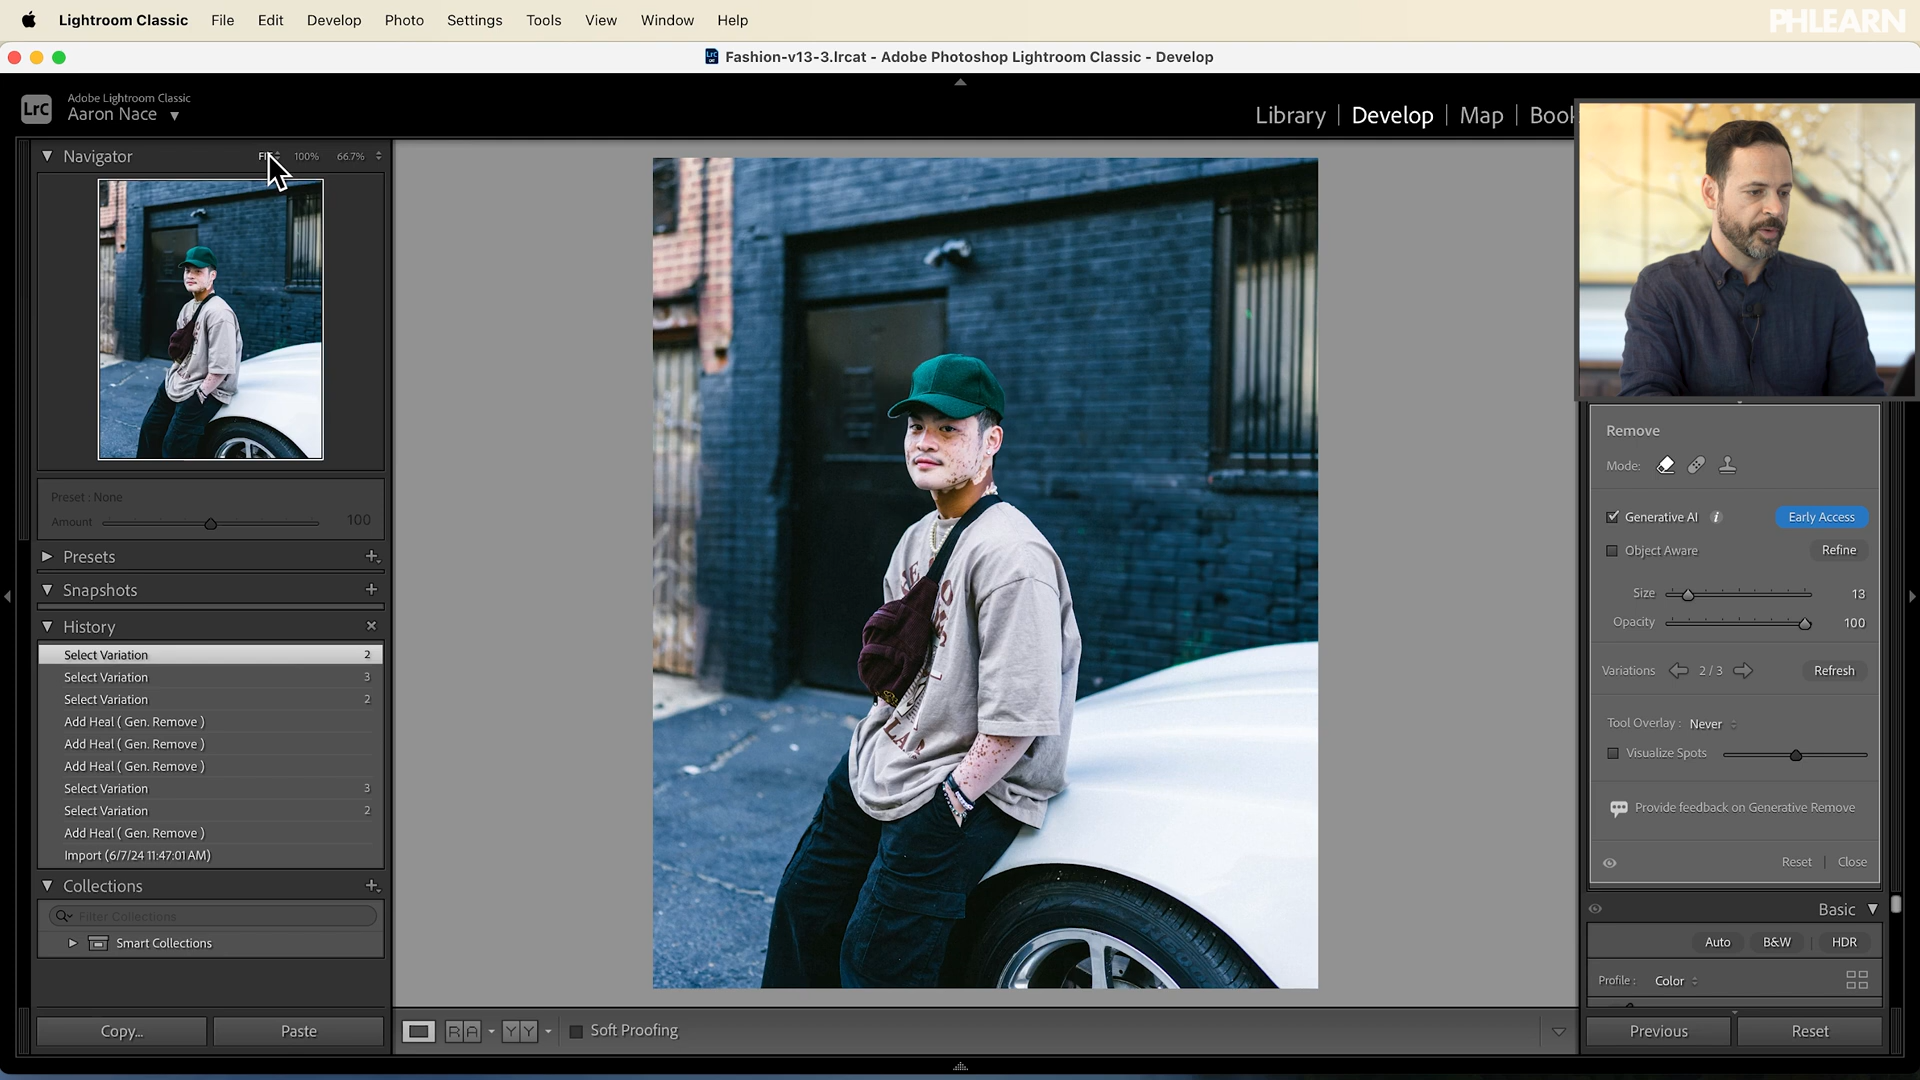 Lightroom Classic File Edit Develop Photo Settings Tools View Window Help
PHLEARN
Fashion-v13-3.lrcat - Adobe Photoshop Lightroom Classic - Develop
LrC
Adobe Lightroom Classic
Aaron Nace
Library | Develop | Map | Book
Navigator
100%
66.7%
Preset : None
Amount 100
Presets
Snapshots
History
Select Variation 2
Select Variation 3
Select Variation 2
Add Heal ( Gen. Remove )
Add Heal ( Gen. Remove )
Add Heal ( Gen. Remove )
Select Variation 3
Select Variation 2
Add Heal ( Gen. Remove )
Import (6/7/24 11:47:01 AM)
Collections
Filter Collections
Smart Collections
Copy...
Paste
R A
Y Y
Soft Proofing
Remove
Mode:
Generative AI
Early Access
Object Aware
Refine
Size 13
Opacity 100
Variations 2 / 3 Refresh
Tool Overlay : Never
Visualize Spots
Provide feedback on Generative Remove
Reset | Close
Basic
Auto B&W | HDR
Profile : Color
Previous
Reset